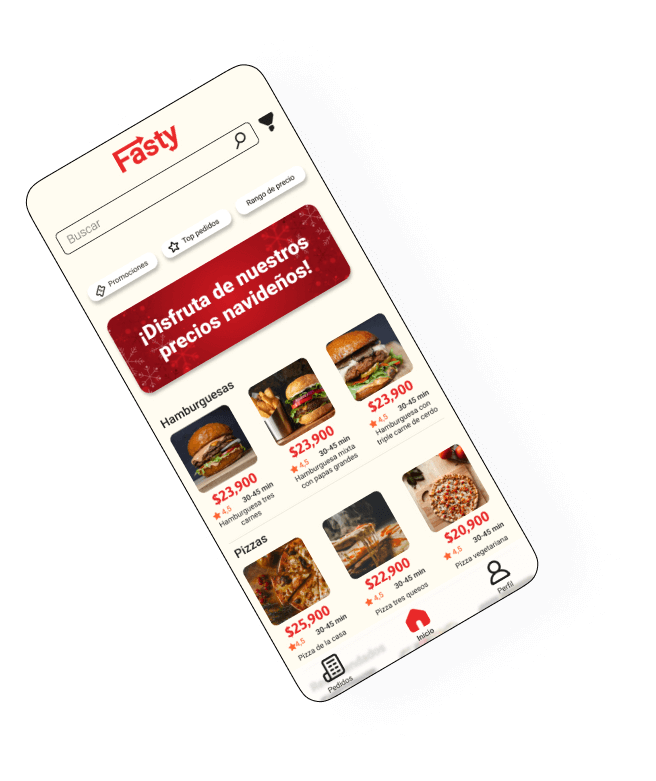 Fasty
Buscar
Promociones
Top pedidos
Rango de precio
¡Disfruta de nuestros
precios navideños!
Hamburguesas
$23,900
4,5 30-45 min
Hamburguesa tres
carnes
$23,900
4,5 30-45 min
Hamburguesa mixta
con papas grandes
$23,900
4,5 30-45 min
Hamburguesa con
triple carne de cerdo
Pizzas
$25,900
4,5 30-45 min
Pizza de la casa
$22,900
4,5 30-45 min
Pizza tres quesos
$20,900
4,5 30-45 min
Pizza vegetariana
Pedidos
Inicio
Perfil